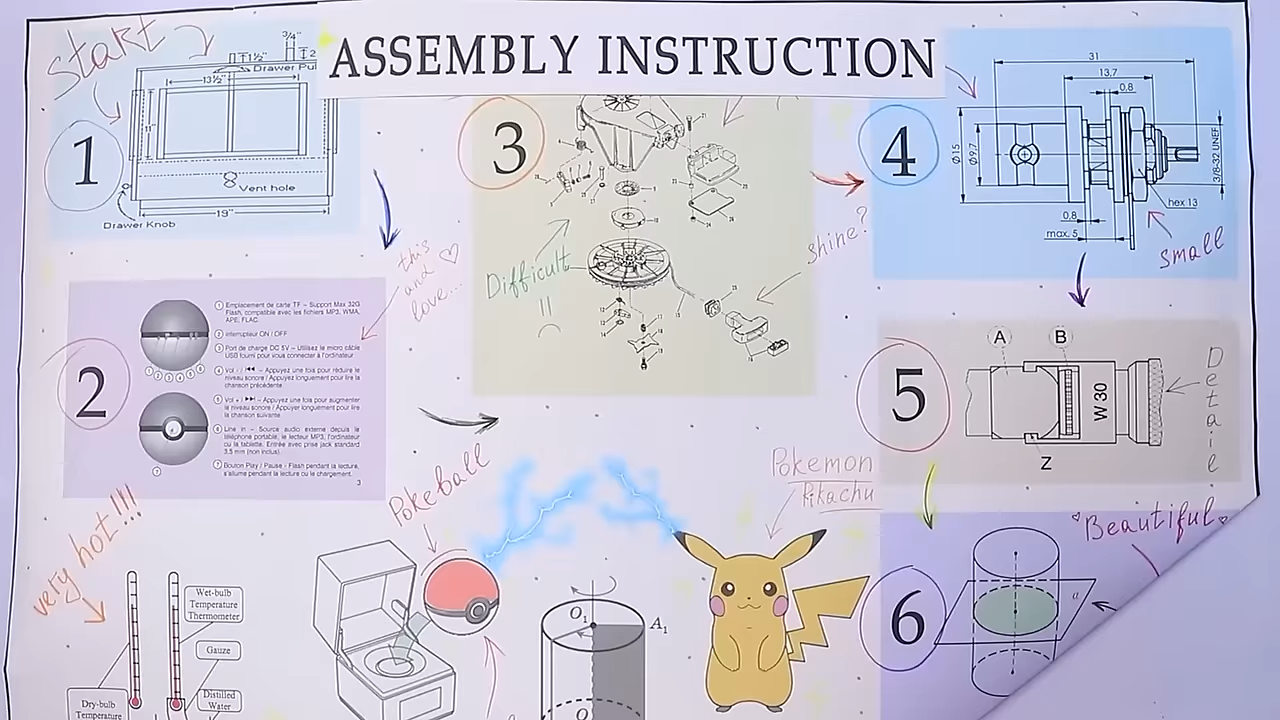 ASSEMBLY INSTRUCTION
start
1
3/4"
1½"
Drawer Pul
13½"
11"
Vent hole
19"
Drawer Knob
2
① Emplacement de carte TF – Support Max 32G
Flash, compatible avec les fichiers MP3, WMA,
APE, FLAC.
② Interrupteur ON / OFF
③ Port de charge DC 5V – Utilisez le micro câble
USB fourni pour vous connecter à l'ordinateur
④ Vol - / ⏮ – Appuyez une fois pour réduire le
niveau sonore / Appuyez longuement pour lire la
chanson précédente
⑤ Vol + / ⏭ – Appuyez une fois pour augmenter
le niveau sonore / Appuyer longuement pour lire
la chanson suivante
⑥ Line in – Source audio externe depuis le
téléphone portable, le lecteur MP3, l'ordinateur
ou la tablette. Entrée avec prise jack standard
3.5 mm (non inclus).
⑦ Bouton Play / Pause - Flash pendant la lecture,
s'allume pendant la lecture ou le chargement.
3
this
and
love...
3
Difficult
shine?
4
31
13,7
0,8
Ø15
Ø9,7
3/8-32 UNEF
hex 13
0,8
max. 5
small
5
A
B
W 30
Z
Detail
6
Beautiful
a
very hot!!!
Wet-bulb
Temperature
Thermometer
Gauze
Distilled
Water
Dry-bulb
Temperature
Pokeball
O₁
A₁
O
Pokemon
Pikachu